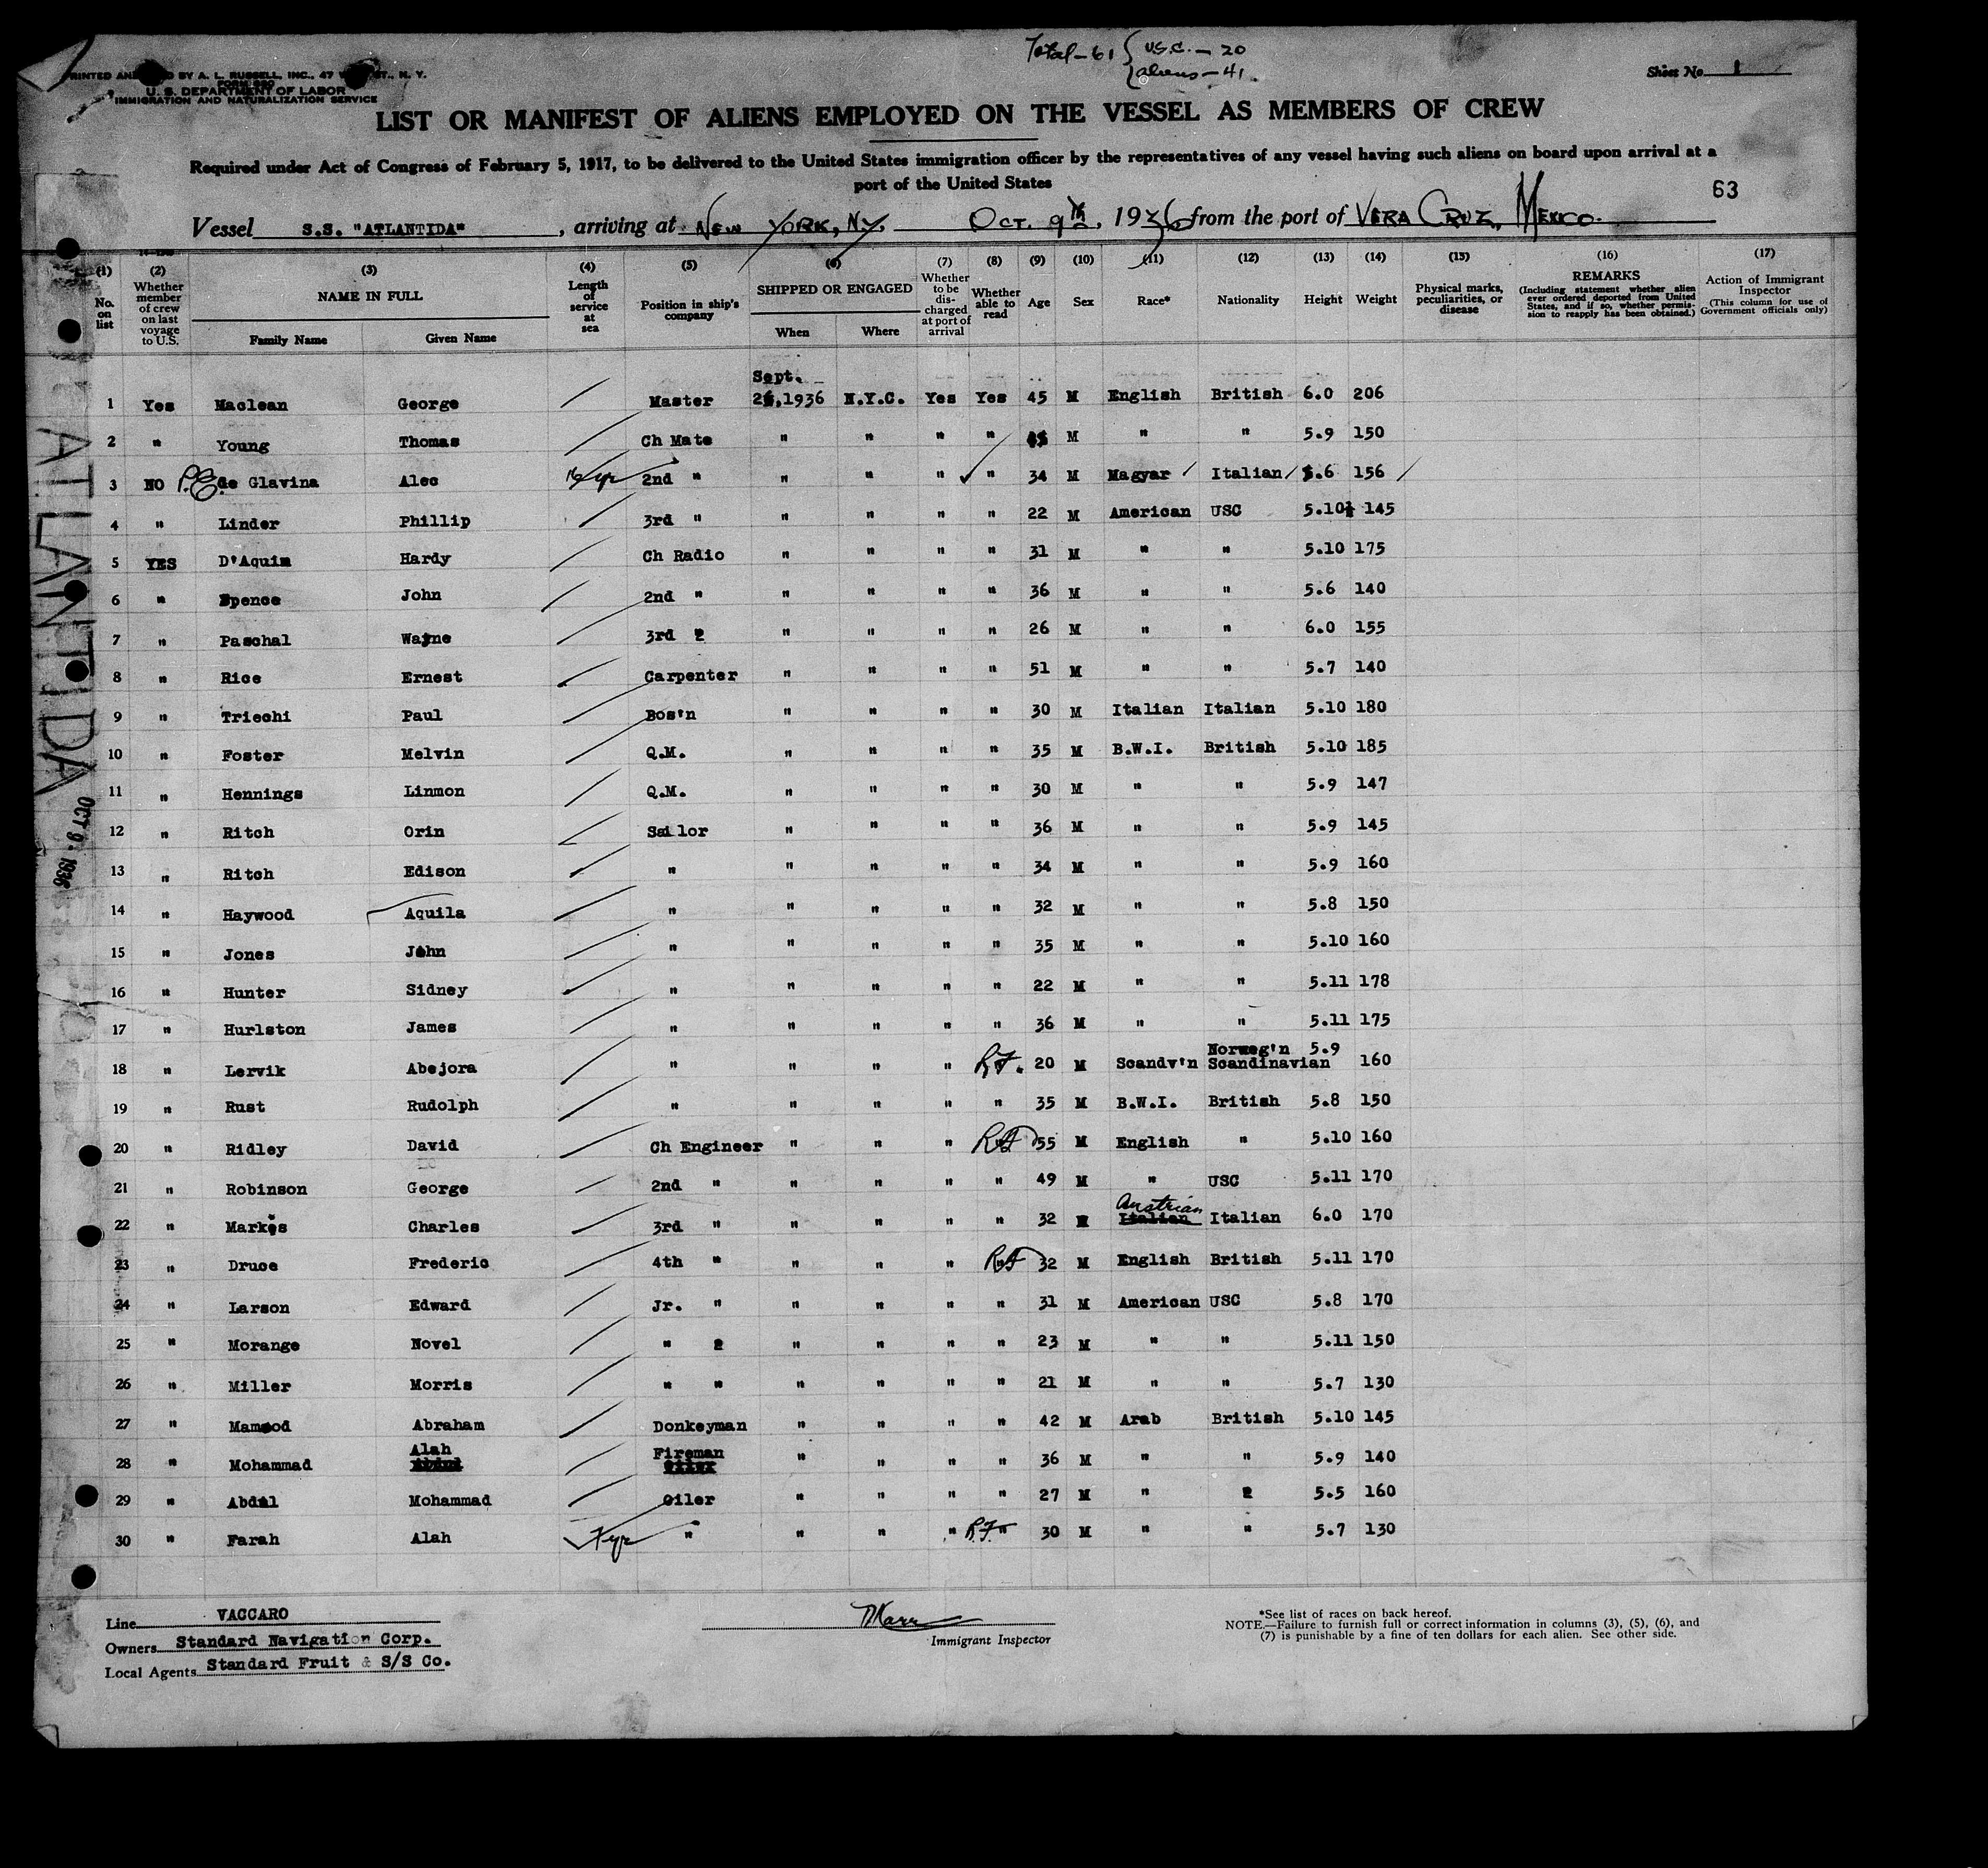 Total - 61 { U.S.C. - 20
aliens - 41
PRINTED AND BY A. L. RUSSELL, INC., 47 ST., N. Y.
U. S. DEPARTMENT OF LABOR
IMMIGRATION AND NATURALIZATION SERVICE
Sheet No. 1
LIST OR MANIFEST OF ALIENS EMPLOYED ON THE VESSEL AS MEMBERS OF CREW
Required under Act of Congress of February 5, 1917, to be delivered to the United States immigration officer by the representatives of any vessel having such aliens on board upon arrival at a
port of the United States
63
Vessel S.S. "ATLANTIDA", arriving at New York, N.Y., Oct. 9th, 1936 from the port of Vera Cruz, Mexico.
(1) (2) (3) (4) (5) (6) (7) (8) (9) (10) (11) (12) (13) (14) (15) (16) (17)
No. on list Whether member of crew on last voyage to U.S. NAME IN FULL Family Name Given Name Length of service at sea Position in ship's company SHIPPED OR ENGAGED When Where Whether to be discharged at port of arrival Whether able to read Age Sex Race* Nationality Height Weight Physical marks, peculiarities, or disease REMARKS (Including statement whether alien ever ordered deported from United States, and if so, whether permission to reapply has been obtained.) Action of Immigrant Inspector (This column for use of Government officials only)
Sept.
1 Yes Maclean George Master 26,1936 N.Y.C. Yes Yes 45 M English British 6.0 206
2 " Young Thomas Ch Mate " " " " M " " 5.9 150
3 NO de Glavina Alec 16 yr 2nd " " " " " 34 M Magyar Italian 5.6 156
4 " Linder Phillip 3rd " " " " " 22 M American USC 5.10½ 145
5 YES D'Aquin Hardy Ch Radio " " " " 31 M " " 5.10 175
6 " Spence John 2nd " " " " " 36 M " " 5.6 140
7 " Paschal Wayne 3rd 2 " " " " 26 M " " 6.0 155
8 " Rice Ernest Carpenter " " " " 51 M " " 5.7 140
9 " Triechi Paul Bos'n " " " " 30 M Italian Italian 5.10 180
10 " Foster Melvin Q.M. " " " " 35 M B.W.I. British 5.10 185
11 " Hennings Linmon Q.M. " " " " 30 M " " 5.9 147
12 " Ritch Orin Sailor " " " " 36 M " " 5.9 145
13 " Ritch Edison " " " " " 34 M " " 5.9 160
14 " Haywood Aquila " " " " " 32 M " " 5.8 150
15 " Jones John " " " " " 35 M " " 5.10 160
16 " Hunter Sidney " " " " " 22 M " " 5.11 178
17 " Hurlston James " " " " " 36 M " " 5.11 175
18 " Lervik Abejora " " " " R.F. 20 M Scandv'n Norweg'n Scandinavian 5.9 160
19 " Rust Rudolph " " " " " 35 M B.W.I. British 5.8 150
20 " Ridley David Ch Engineer " " " 55 M English " 5.10 160
21 " Robinson George 2nd " " " " " 49 M " USC 5.11 170
22 " Markes Charles 3rd " " " " " 32 M Austrian Italian Italian 6.0 170
23 " Druce Frederic 4th " " " " 32 M English British 5.11 170
24 " Larson Edward Jr. " " " " " 31 M American USC 5.8 170
25 " Morange Novel " 2 " " " " 23 M " " 5.11 150
26 " Miller Morris " " " " " " 21 M " " 5.7 130
27 " Mamood Abraham Donkeyman " " " " 42 M Arab British 5.10 145
28 " Mohammad Alah Fireman " " " " 36 M " " 5.9 140
29 " Abdul Mohammad Oiler " " " " 27 M " 2 5.5 160
30 " Farah Alah 7 yr " " " " R.F. " 30 M " " 5.7 130
ATLANTIDA
OCT 9 - 1936
Line VACCARO
Owners Standard Navigation Corp.
Local Agents Standard Fruit & S/S Co.
Immigrant Inspector
*See list of races on back hereof.
NOTE.—Failure to furnish full or correct information in columns (3), (5), (6), and
(7) is punishable by a fine of ten dollars for each alien. See other side.